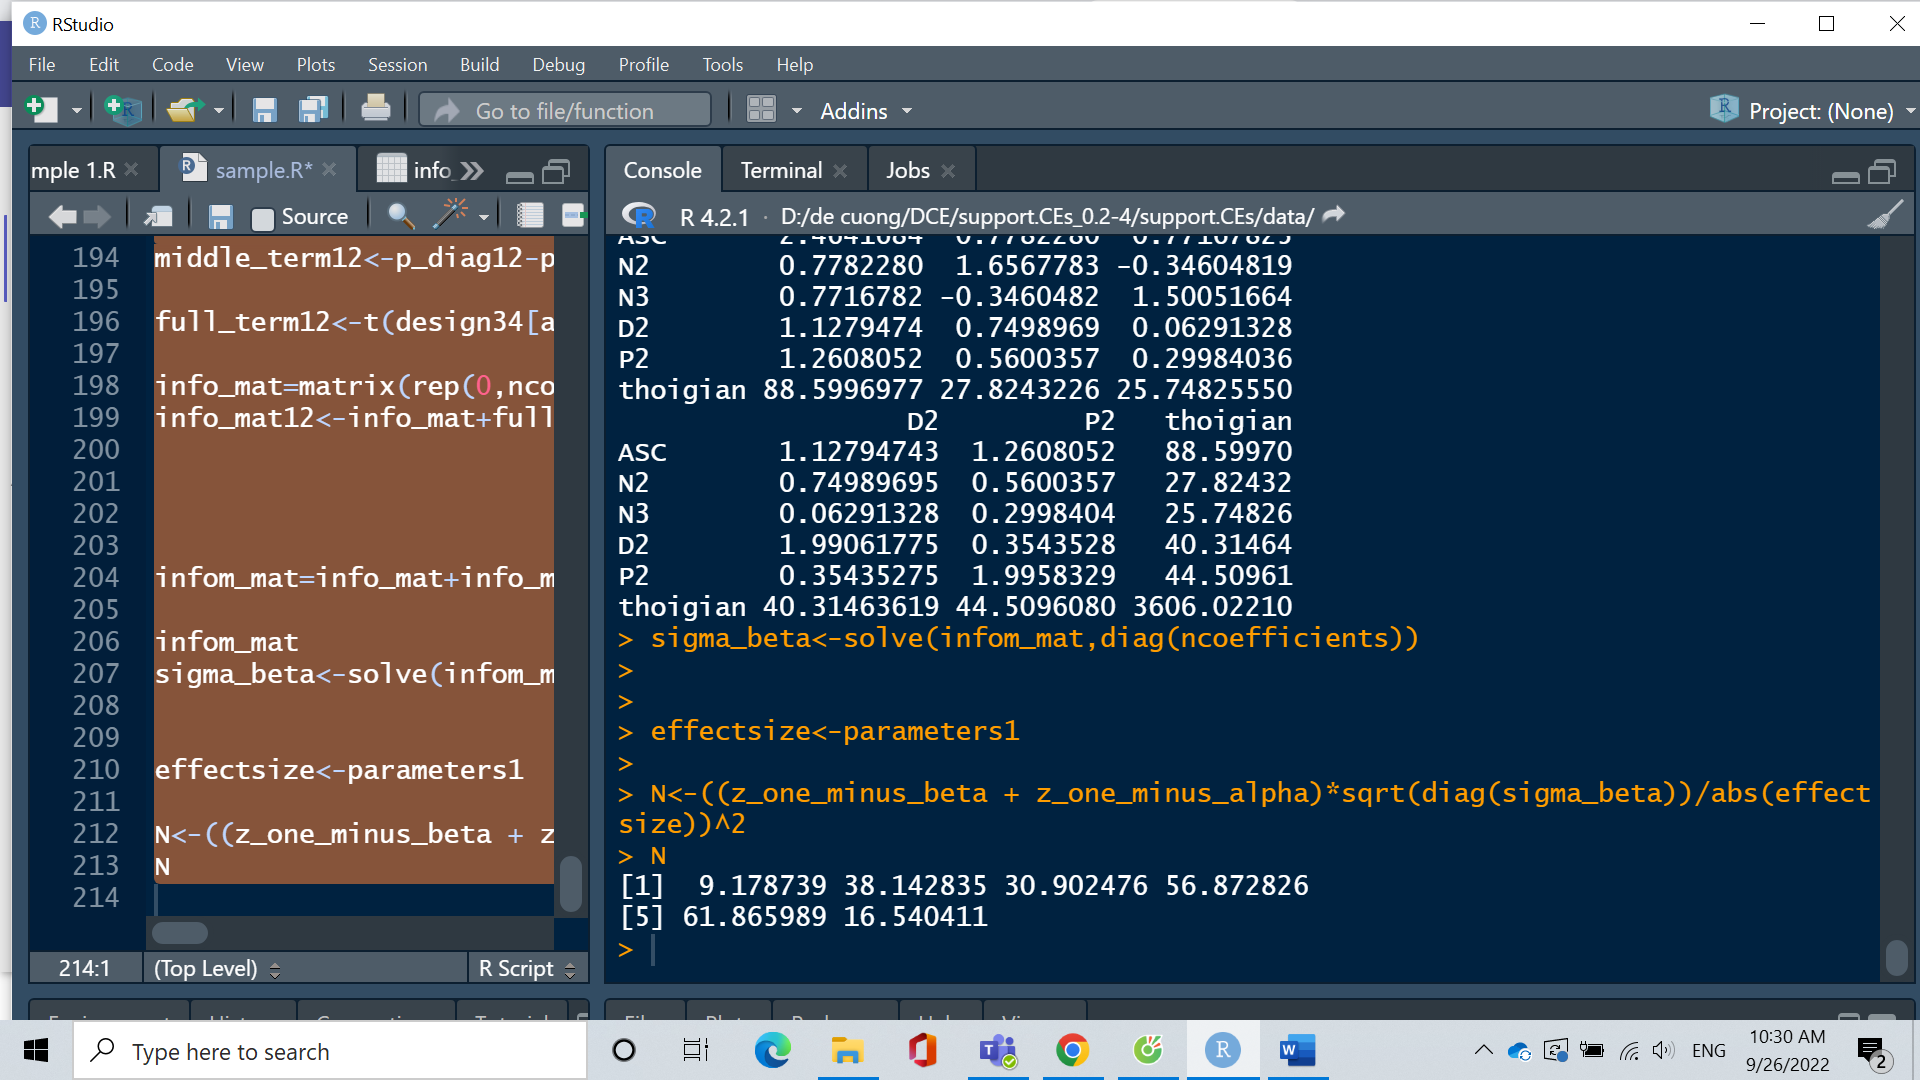 RStudio
File Edit Code View Plots Session Build Debug Profile Tools Help
Go to file/function Addins Project: (None)
mple 1.R sample.R* info_
Source
194 middle_term12<-p_diag12-p
195
196 full_term12<-t(design34[a
197
198 info_mat=matrix(rep(0,nco
199 info_mat12<-info_mat+full
200
201
202
203
204 infom_mat=info_mat+info_m
205
206 infom_mat
207 sigma_beta<-solve(infom_m
208
209
210 effectsize<-parameters1
211
212 N<-((z_one_minus_beta + z
213 N
214
214:1 (Top Level) R Script
Console Terminal Jobs
R 4.2.1 · D:/de cuong/DCE/support.CEs_0.2-4/support.CEs/data/
ASC 2.4641684 0.7782280 0.77167825
N2 0.7782280 1.6567783 -0.34604819
N3 0.7716782 -0.3460482 1.50051664
D2 1.1279474 0.7498969 0.06291328
P2 1.2608052 0.5600357 0.29984036
thoigian 88.5996977 27.8243226 25.74825550
D2 P2 thoigian
ASC 1.12794743 1.2608052 88.59970
N2 0.74989695 0.5600357 27.82432
N3 0.06291328 0.2998404 25.74826
D2 1.99061775 0.3543528 40.31464
P2 0.35435275 1.9958329 44.50961
thoigian 40.31463619 44.5096080 3606.02210
> sigma_beta<-solve(infom_mat,diag(ncoefficients))
>
>
> effectsize<-parameters1
>
> N<-((z_one_minus_beta + z_one_minus_alpha)*sqrt(diag(sigma_beta))/abs(effect
size))^2
> N
[1] 9.178739 38.142835 30.902476 56.872826
[5] 61.865989 16.540411
>
Type here to search
ENG
10:30 AM
9/26/2022
2